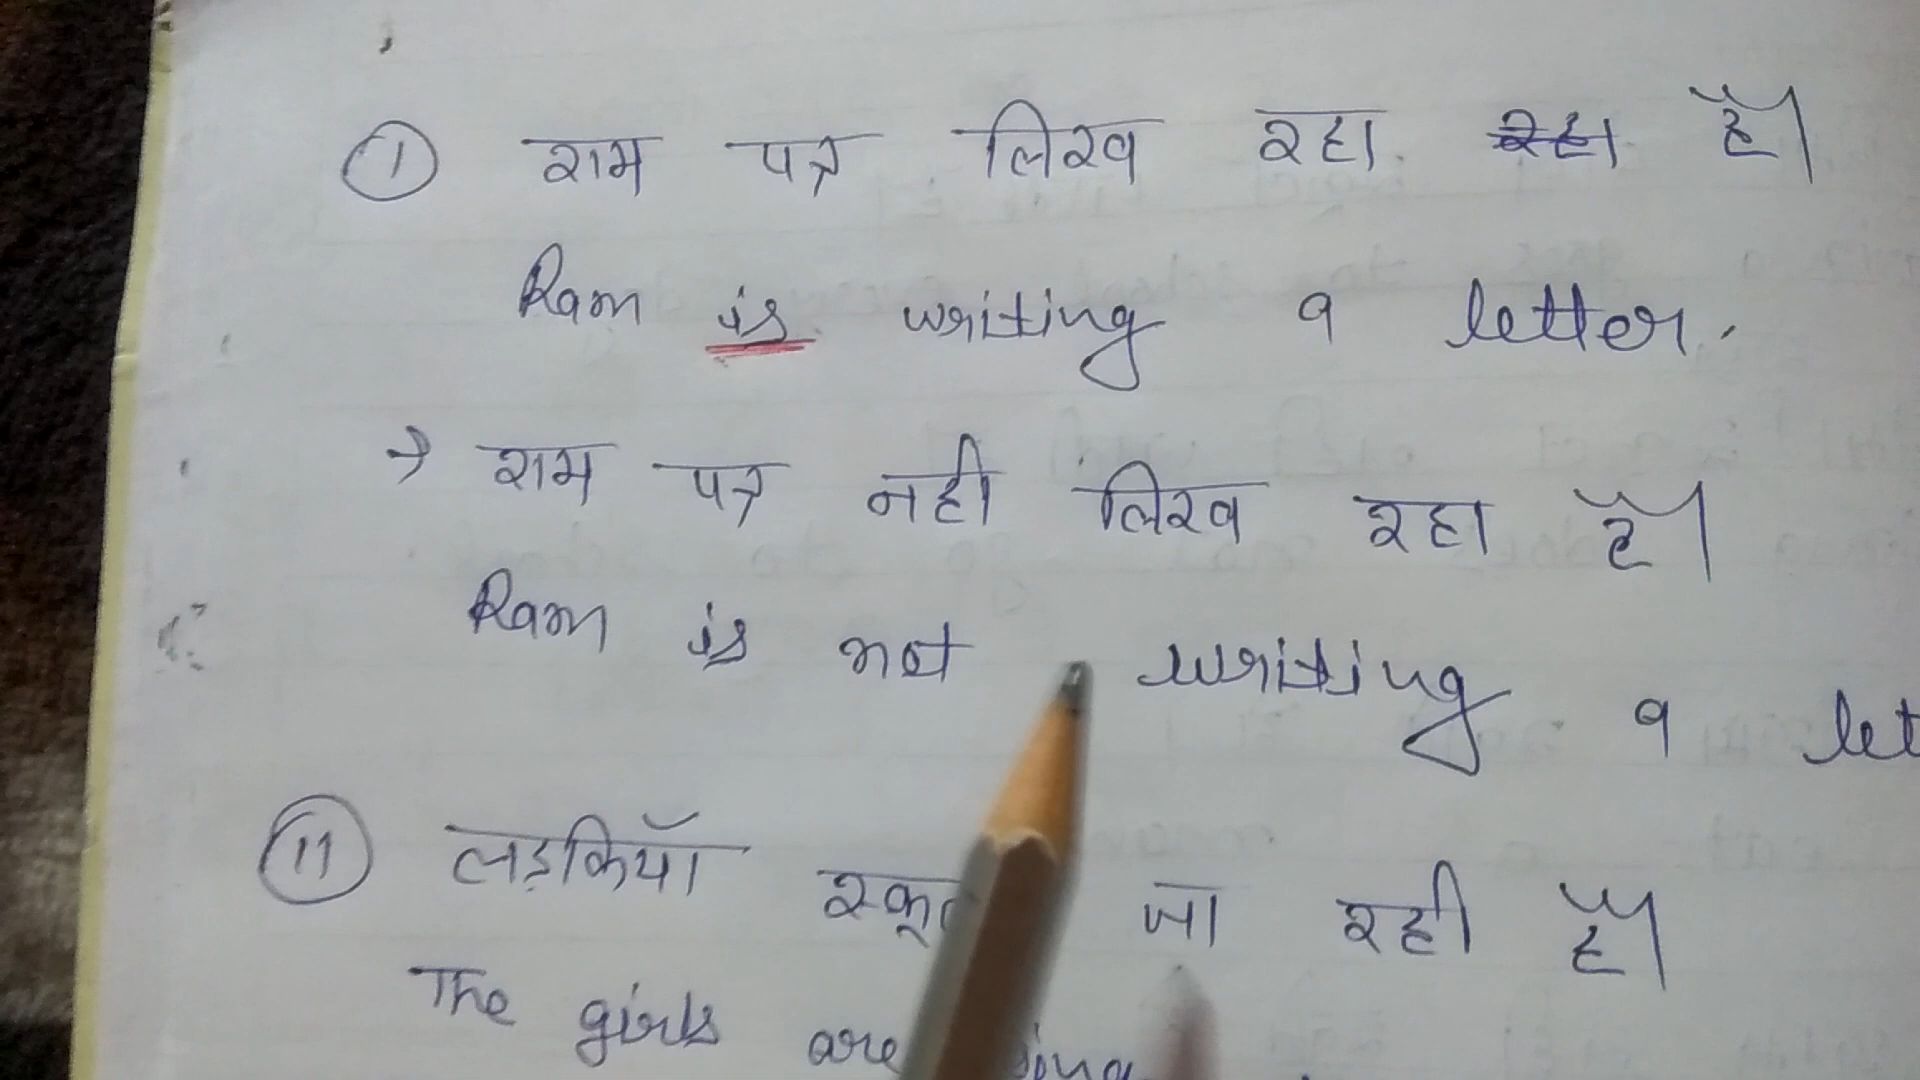 ① राम पत्र लिख रहा रहा है।
Ram is writing a letter.
→ राम पत्र नही लिख रहा है।
Ram is not writing a let
⑪ लड़कियाँ स्कूल जा रही है।
The girls are